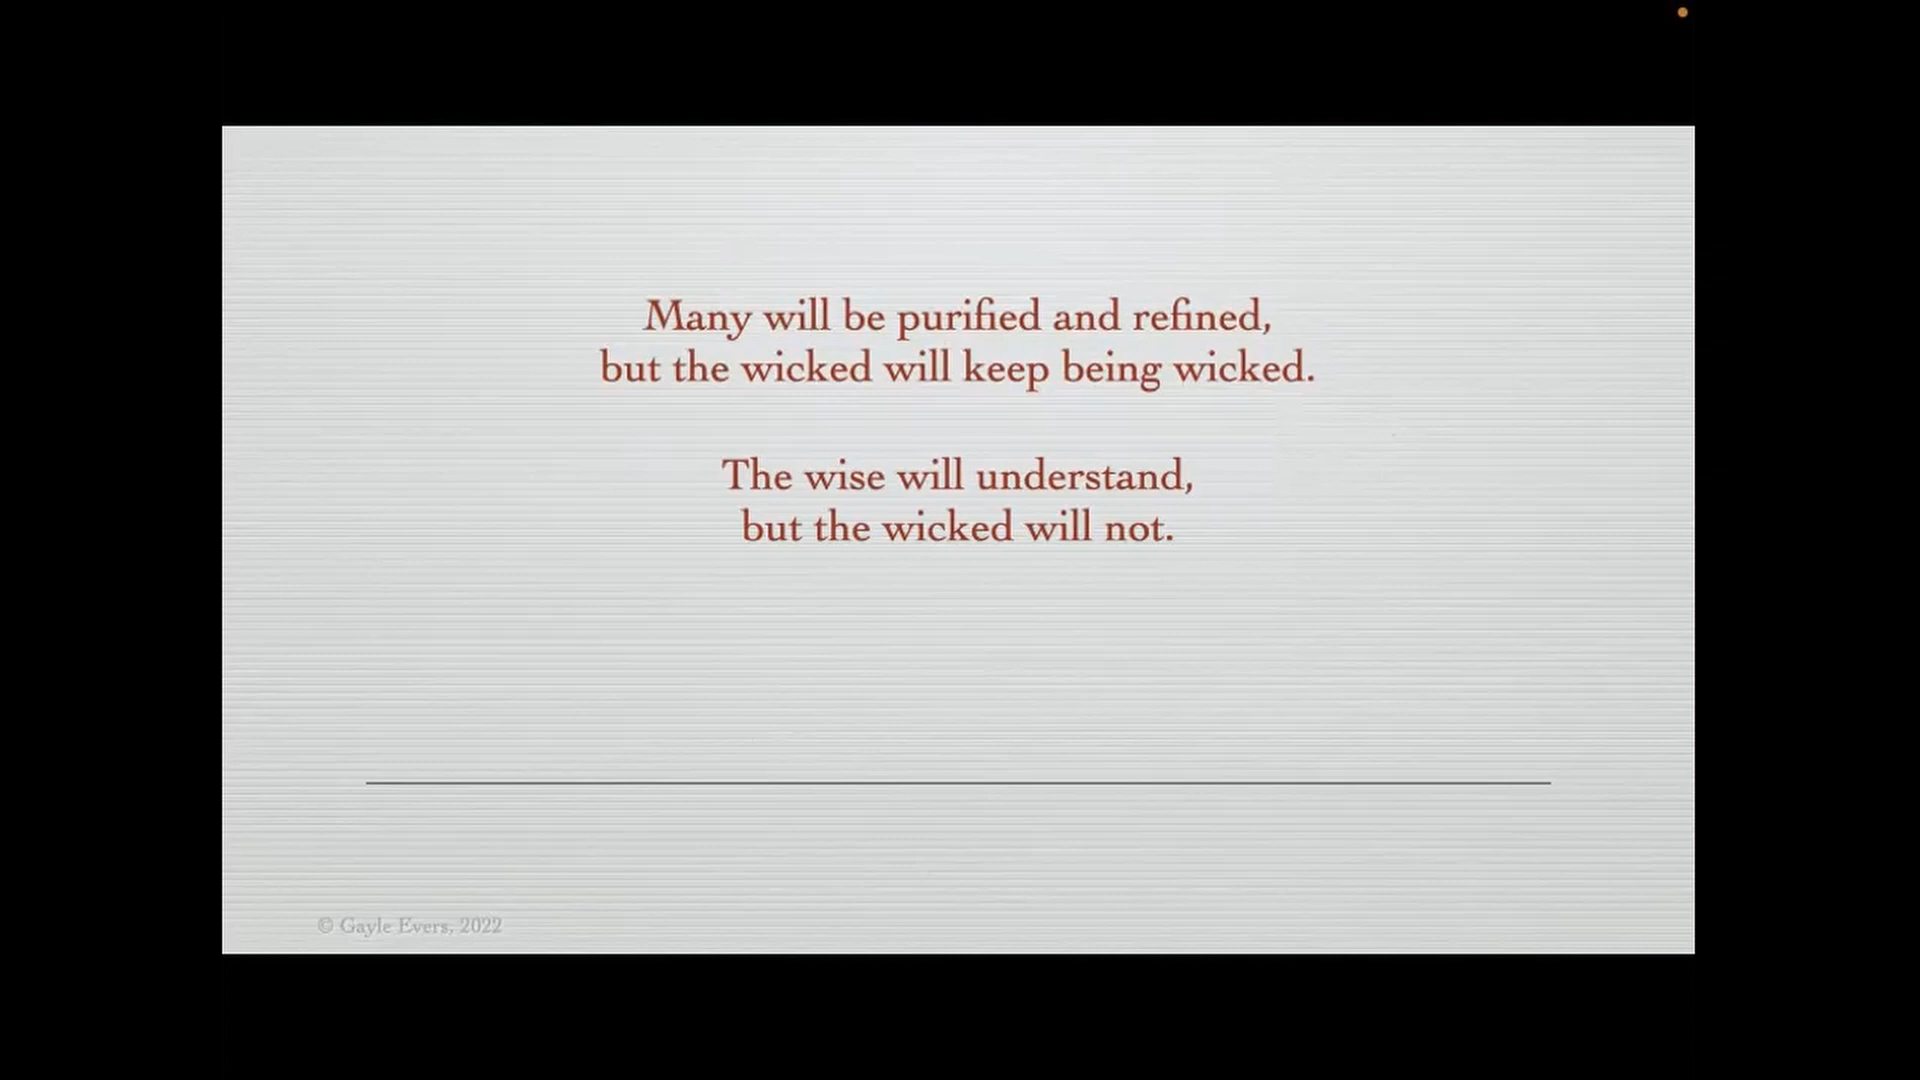 Many will be purified and refined,
but the wicked will keep being wicked.
The wise will understand,
but the wicked will not.
© Gayle Evers, 2022